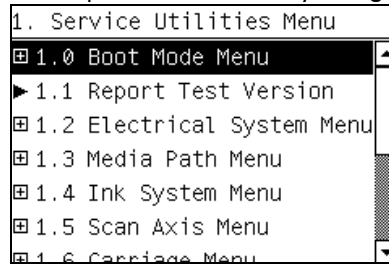 1. Service Utilities Menu
1.0 Boot Mode Menu
1.1 Report Test Version
1.2 Electrical System Menu
1.3 Media Path Menu
1.4 Ink System Menu
1.5 Scan Axis Menu
1.6 Carriage Menu